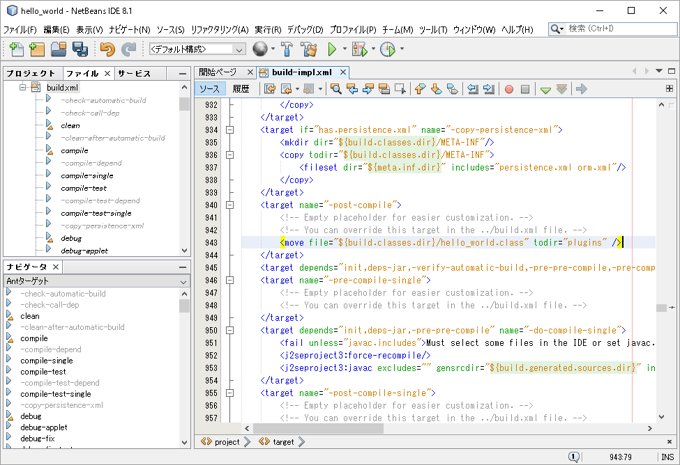 hello_world - NetBeans IDE 8.1
ファイル(F) 編集(E) 表示(V) ナビゲート(N) ソース(S) リファクタリング(A) 実行(R) デバッグ(D) プロファイル(P) チーム(M) ツール(T) ウィンドウ(W) ヘルプ(H)
検索 (Ctrl+I)
<デフォルト構成>
プロジェクト ファイル × サービス
build.xml
-check-automatic-build
-check-call-dep
clean
-clean-after-automatic-build
compile
-compile-depend
compile-single
compile-test
-compile-test-depend
compile-test-single
-copy-persistence-xml
debug
debug-applet
ナビゲータ ×
Antターゲット
-check-automatic-build
-check-call-dep
clean
-clean-after-automatic-build
compile
-compile-depend
compile-single
compile-test
-compile-test-depend
compile-test-single
-copy-persistence-xml
debug
debug-applet
debug-fix
開始ページ × build-impl.xml ×
ソース 履歴
932 </copy>
933 </target>
934 <target if="has.persistence.xml" name="-copy-persistence-xml">
935 <mkdir dir="${build.classes.dir}/META-INF"/>
936 <copy todir="${build.classes.dir}/META-INF">
937 <fileset dir="${meta.inf.dir}" includes="persistence.xml orm.xml"/>
938 </copy>
939 </target>
940 <target name="-post-compile">
941 <!-- Empty placeholder for easier customization. -->
942 <!-- You can override this target in the ../build.xml file. -->
943 <move file="${build.classes.dir}/hello_world.class" todir="plugins" />
944 </target>
945 <target depends="init,deps-jar,-verify-automatic-build,-pre-pre-compile,-pre-comp
946 <target name="-pre-compile-single">
947 <!-- Empty placeholder for easier customization. -->
948 <!-- You can override this target in the ../build.xml file. -->
949 </target>
950 <target depends="init,deps-jar,-pre-pre-compile" name="-do-compile-single">
951 <fail unless="javac.includes">Must select some files in the IDE or set javac.
952 <j2seproject3:force-recompile/>
953 <j2seproject3:javac excludes="" gensrcdir="${build.generated.sources.dir}" in
954 </target>
955 <target name="-post-compile-single">
956 <!-- Empty placeholder for easier customization. -->
957 <!-- You can override this target in the ../build.xml file. -->
project target
1 943:79 INS